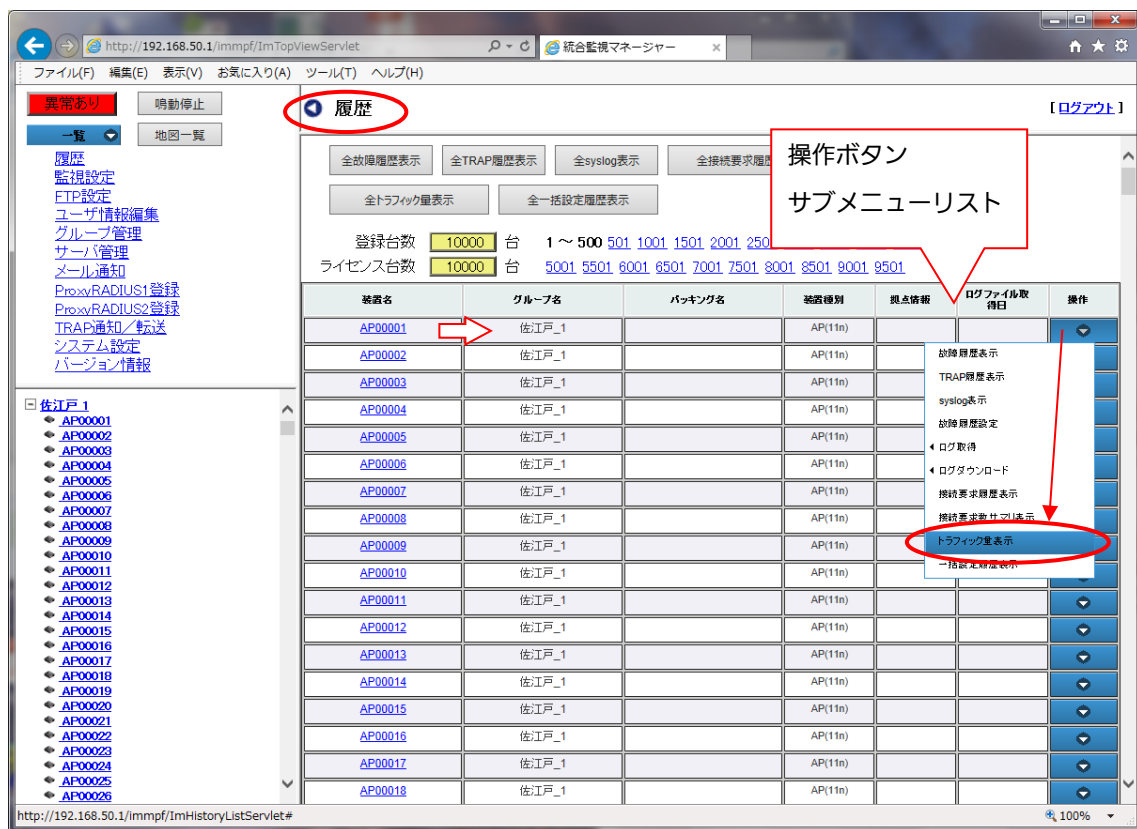 http://192.168.50.1/immpf/ImTopViewServlet
統合監視マネージャー
ファイル(F) 編集(E) 表示(V) お気に入り(A) ツール(T) ヘルプ(H)
異常あり 鳴動停止
履歴
[ ログアウト ]
一覧 地図一覧
履歴
監視設定
FTP設定
ユーザ情報編集
グループ管理
サーバ管理
メール通知
ProxyRADIUS1登録
ProxyRADIUS2登録
TRAP通知/転送
システム設定
バージョン情報
佐江戸 1
AP00001
AP00002
AP00003
AP00004
AP00005
AP00006
AP00007
AP00008
AP00009
AP00010
AP00011
AP00012
AP00013
AP00014
AP00015
AP00016
AP00017
AP00018
AP00019
AP00020
AP00021
AP00022
AP00023
AP00024
AP00025
AP00026
全故障履歴表示 全TRAP履歴表示 全syslog表示 全接続要求履歴
全トラフィック量表示 全一括設定履歴表示
操作ボタン
サブメニューリスト
登録台数 10000 台 1 ～ 500 501 1001 1501 2001 250
ライセンス台数 10000 台 5001 5501 6001 6501 7001 7501 8001 8501 9001 9501
装置名 グループ名 パッキング名 装置種別 拠点情報 ログファイル取得日 操作
AP00001 佐江戸_1 AP(11n)
AP00002 佐江戸_1 AP(11n)
AP00003 佐江戸_1 AP(11n)
AP00004 佐江戸_1 AP(11n)
AP00005 佐江戸_1 AP(11n)
AP00006 佐江戸_1 AP(11n)
AP00007 佐江戸_1 AP(11n)
AP00008 佐江戸_1 AP(11n)
AP00009 佐江戸_1 AP(11n)
AP00010 佐江戸_1 AP(11n)
AP00011 佐江戸_1 AP(11n)
AP00012 佐江戸_1 AP(11n)
AP00013 佐江戸_1 AP(11n)
AP00014 佐江戸_1 AP(11n)
AP00015 佐江戸_1 AP(11n)
AP00016 佐江戸_1 AP(11n)
AP00017 佐江戸_1 AP(11n)
AP00018 佐江戸_1 AP(11n)
故障履歴表示
TRAP履歴表示
syslog表示
故障履歴設定
ログ取得
ログダウンロード
接続要求履歴表示
接続要求数サマリ表示
トラフィック量表示
一括設定履歴表示
http://192.168.50.1/immpf/ImHistoryListServlet#
100%